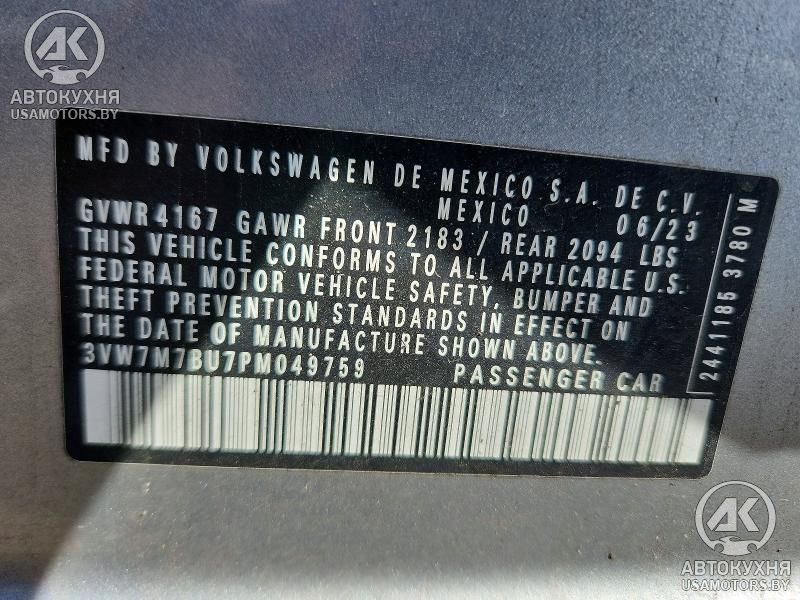 АК
АВТОКУХНЯ
USAMOTORS.BY
MFD BY VOLKSWAGEN DE MEXICO S.A. DE C.V.
MEXICO 06/23
GVWR 4167 GAWR FRONT 2183 / REAR 2094 LBS
THIS VEHICLE CONFORMS TO ALL APPLICABLE U.S.
FEDERAL MOTOR VEHICLE SAFETY, BUMPER AND
THEFT PREVENTION STANDARDS IN EFFECT ON
THE DATE OF MANUFACTURE SHOWN ABOVE.
3VW7M7BU7PM049759 PASSENGER CAR
2441185 3780 M
АК
АВТОКУХНЯ
USAMOTORS.BY